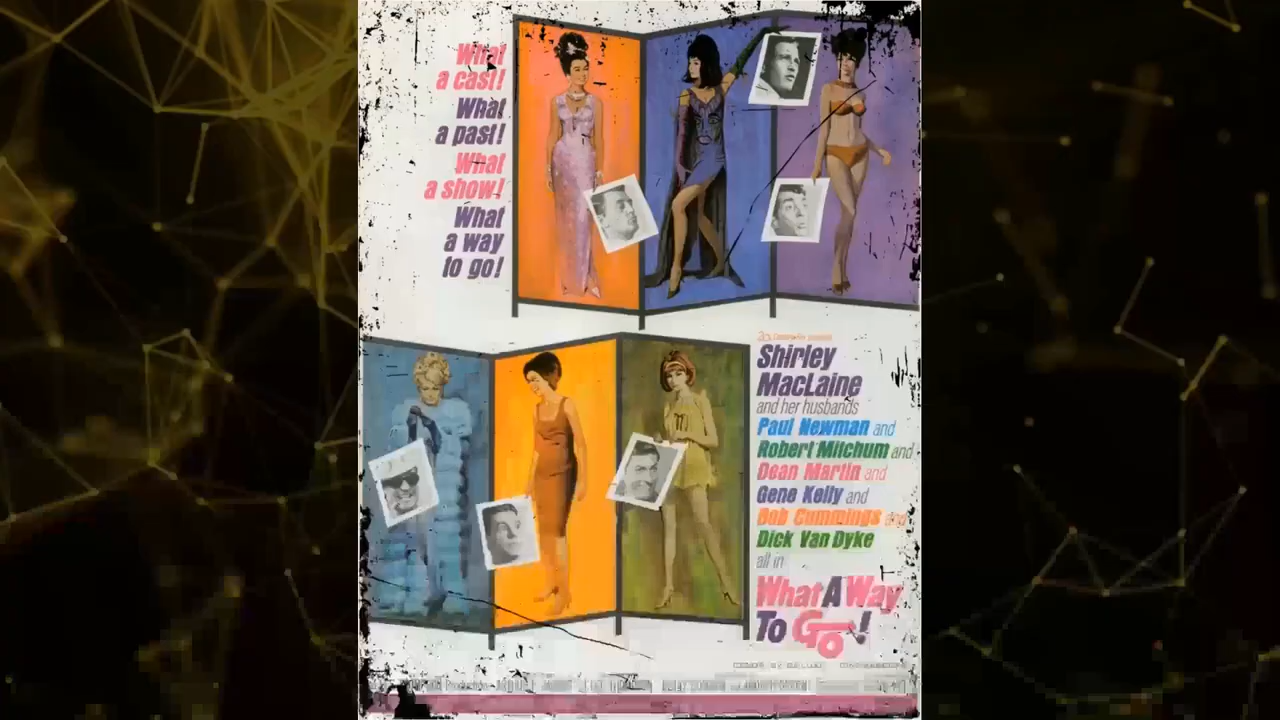 What
a cast!
What
a past!
What
a show!
What
a way
to go!
Shirley
MacLaine
and her husbands
Paul Newman and
Robert Mitchum and
Dean Martin and
Gene Kelly and
Bob Cummings and
Dick Van Dyke
all in
What A Way
To Go!